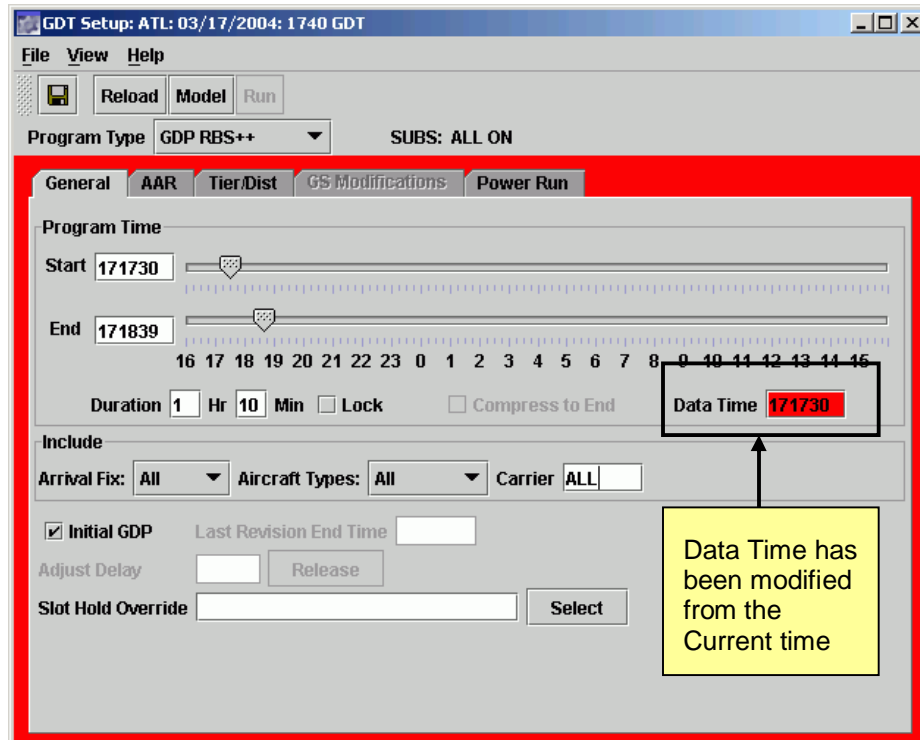 GDT Setup: ATL: 03/17/2004: 1740 GDT
File View Help
Reload Model Run
Program Type GDP RBS++ SUBS: ALL ON
General AAR Tier/Dist GS Modifications Power Run
Program Time
Start 171730
End 171839
16 17 18 19 20 21 22 23 0 1 2 3 4 5 6 7 8 9 10 11 12 13 14 15
Duration 1 Hr 10 Min Lock Compress to End Data Time 171730
Include
Arrival Fix: All Aircraft Types: All Carrier ALL
Initial GDP Last Revision End Time
Adjust Delay Release
Slot Hold Override Select
Data Time has
been modified
from the
Current time